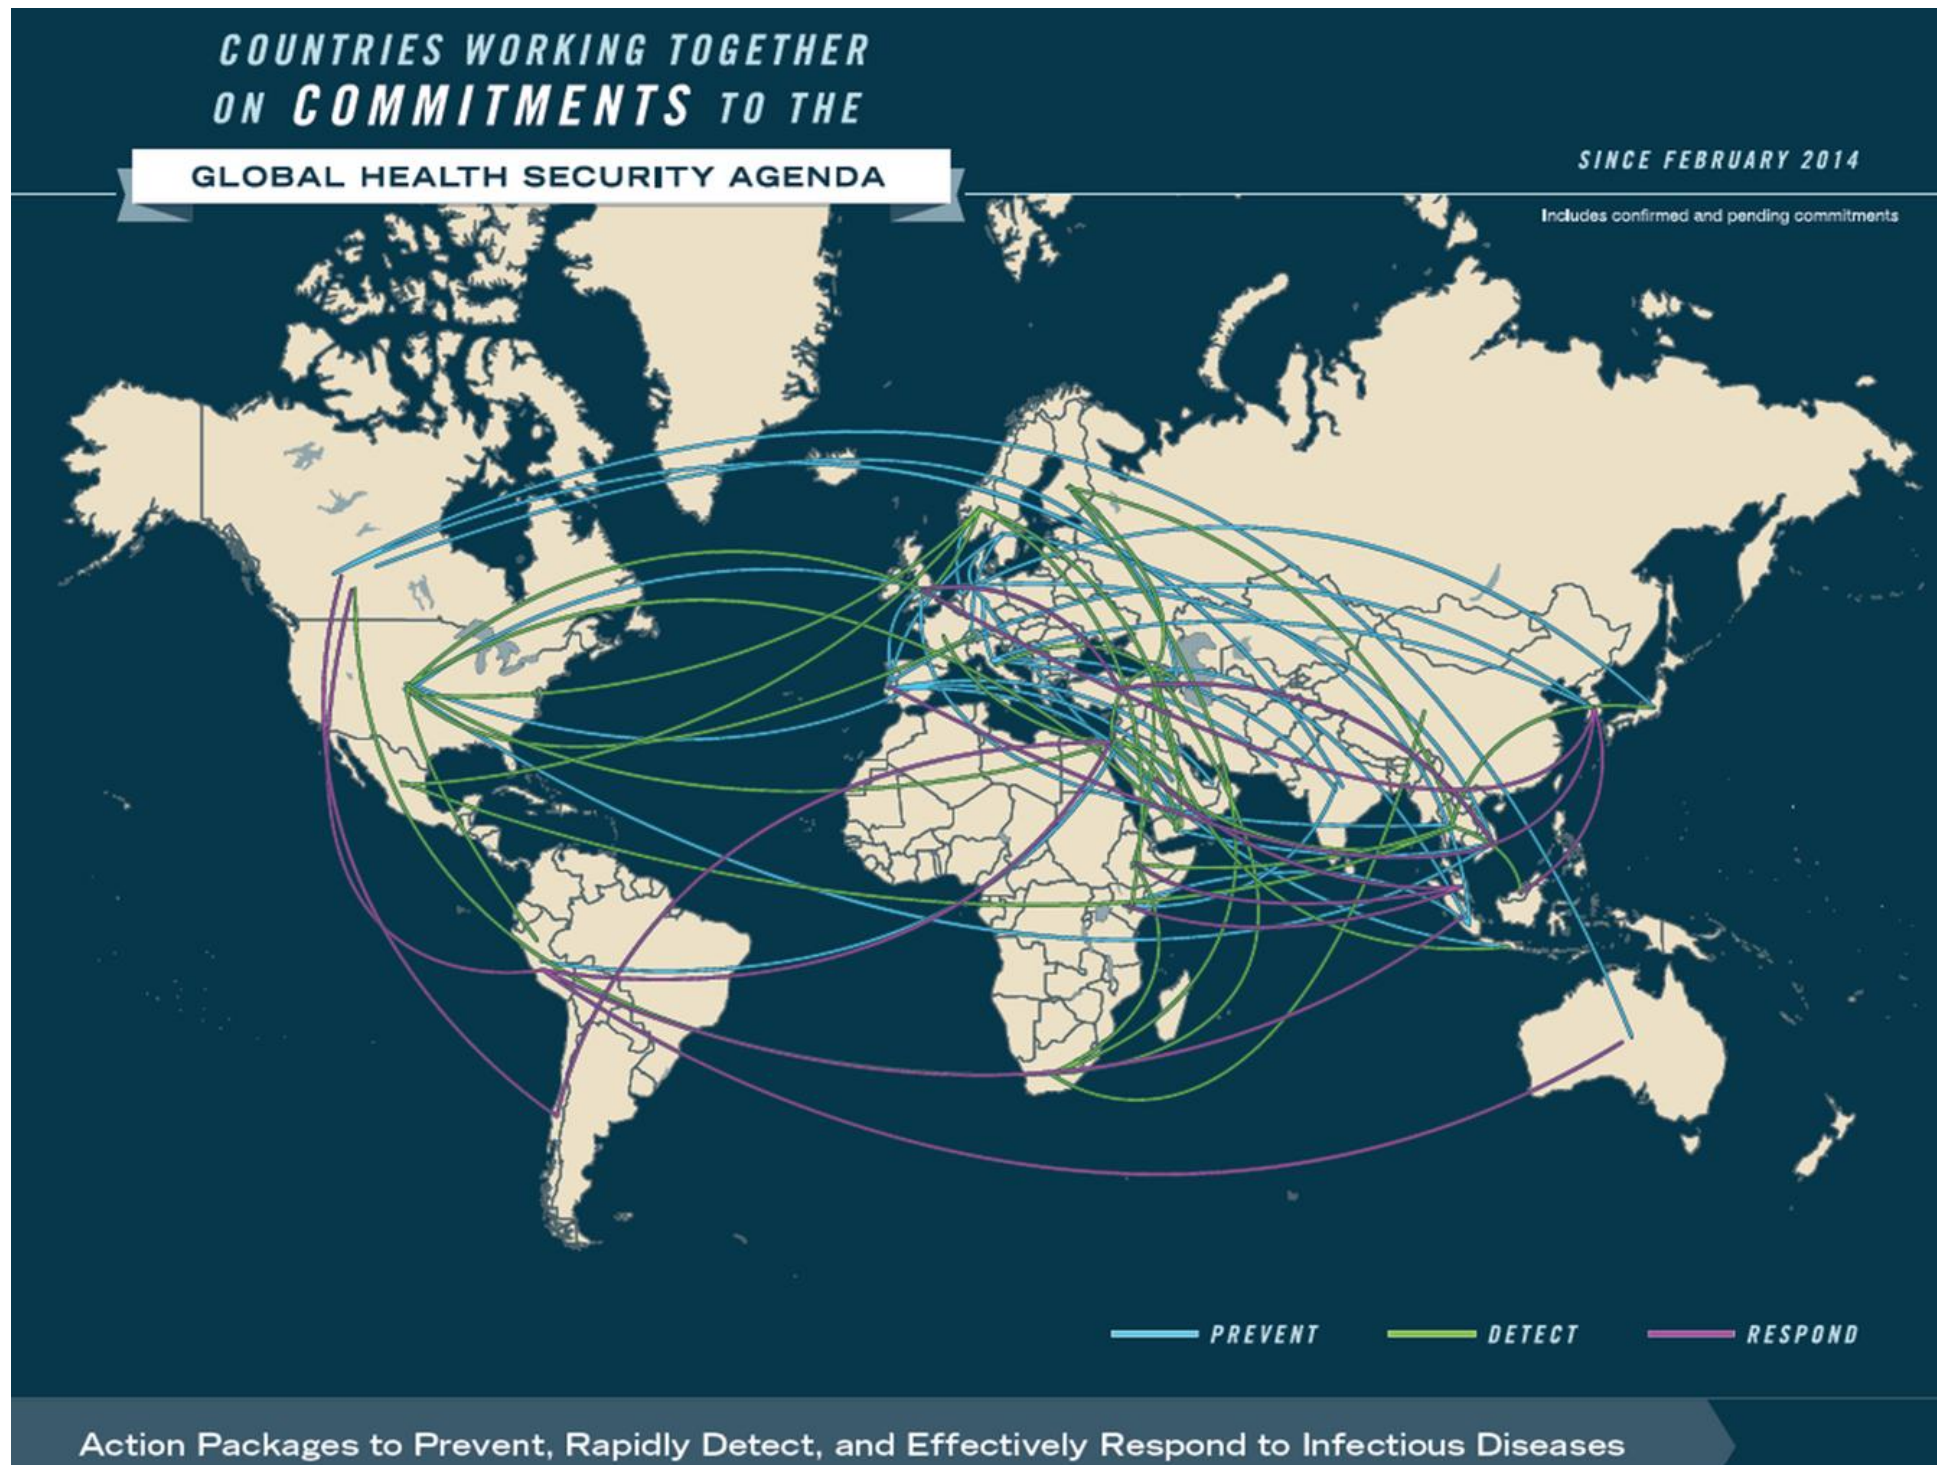 COUNTRIES WORKING TOGETHER
ON COMMITMENTS TO THE
GLOBAL HEALTH SECURITY AGENDA
SINCE FEBRUARY 2014
Includes confirmed and pending commitments
PREVENT
DETECT
RESPOND
Action Packages to Prevent, Rapidly Detect, and Effectively Respond to Infectious Diseases